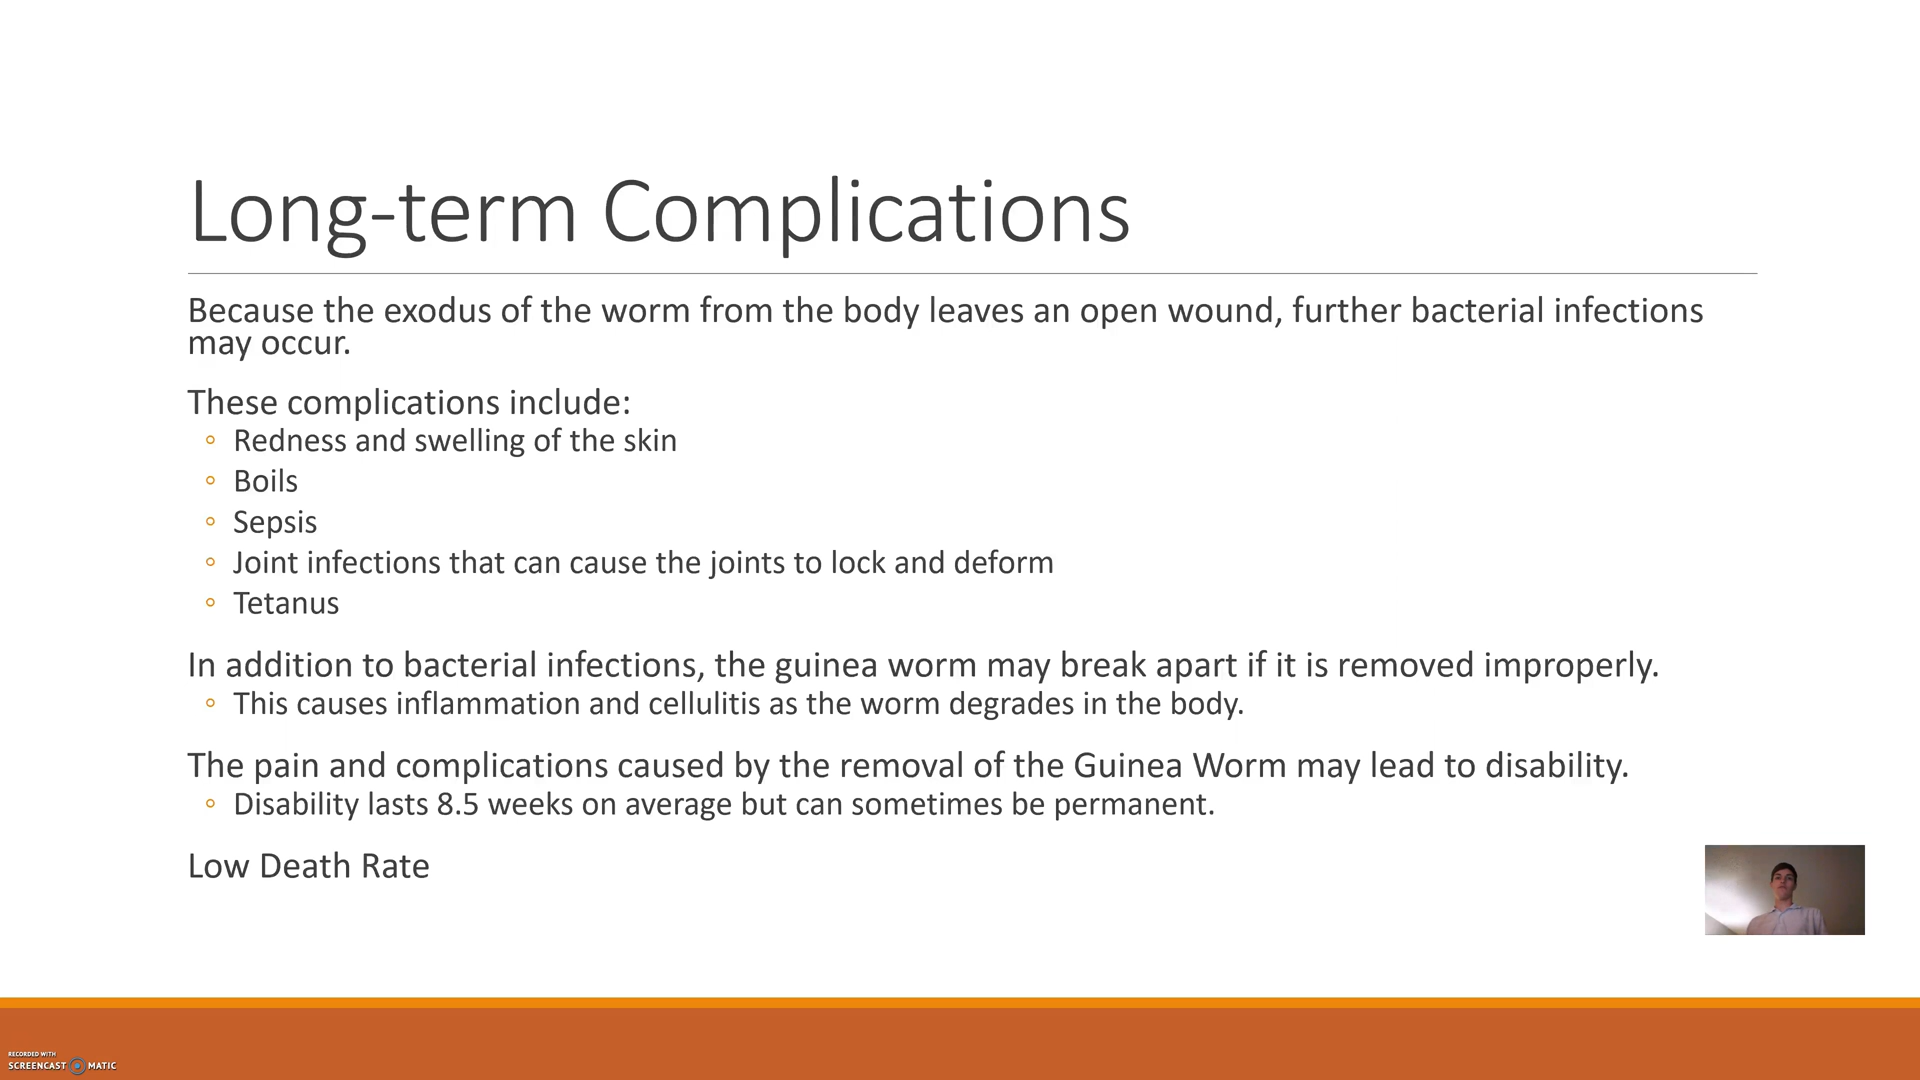 Long-term Complications
Because the exodus of the worm from the body leaves an open wound, further bacterial infections
may occur.
These complications include:
Redness and swelling of the skin
Boils
Sepsis
Joint infections that can cause the joints to lock and deform
Tetanus
In addition to bacterial infections, the guinea worm may break apart if it is removed improperly.
This causes inflammation and cellulitis as the worm degrades in the body.
The pain and complications caused by the removal of the Guinea Worm may lead to disability.
Disability lasts 8.5 weeks on average but can sometimes be permanent.
Low Death Rate
RECORDED WITH
SCREENCAST MATIC